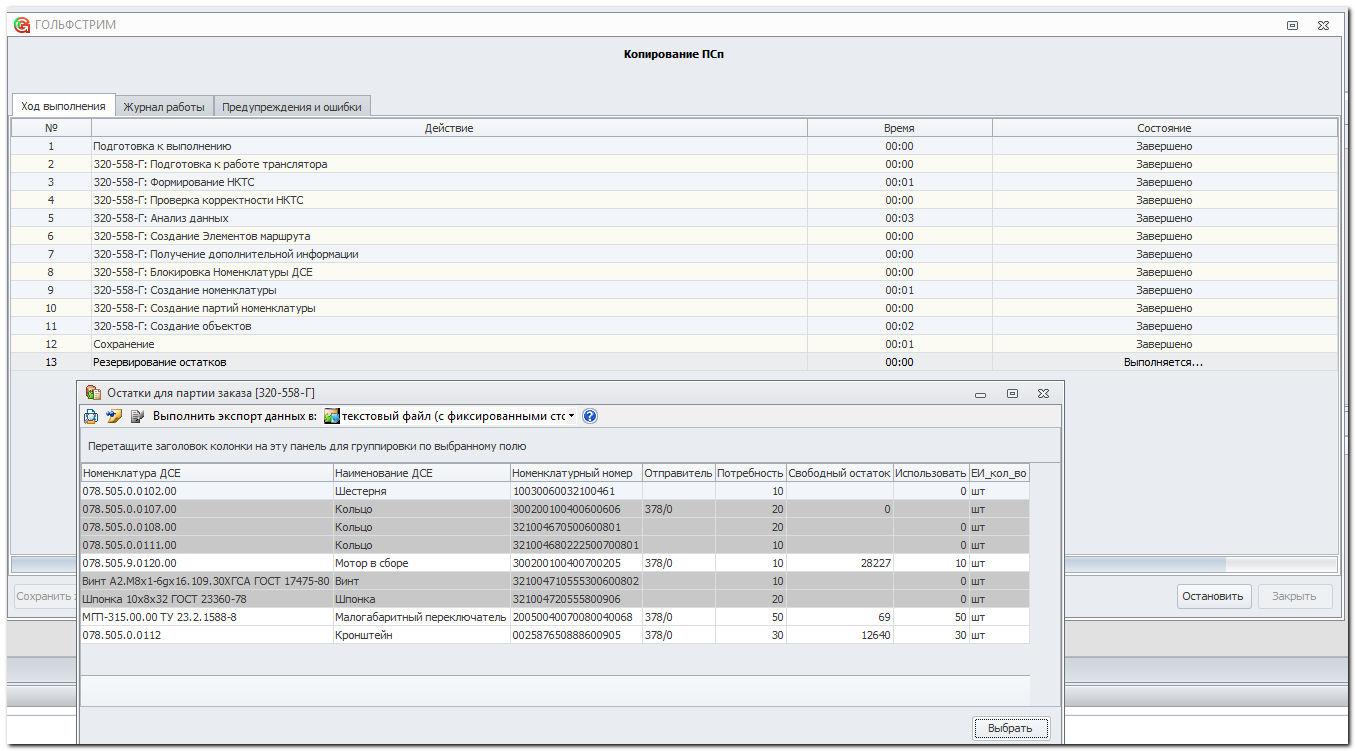 ГОЛЬФСТРИМ
Копирование ПСп
Ход выполнения Журнал работы Предупреждения и ошибки
№ Действие Время Состояние
1 Подготовка к выполнению 00:00 Завершено
2 320-558-Г: Подготовка к работе транслятора 00:00 Завершено
3 320-558-Г: Формирование НКТС 00:01 Завершено
4 320-558-Г: Проверка корректности НКТС 00:00 Завершено
5 320-558-Г: Анализ данных 00:03 Завершено
6 320-558-Г: Создание Элементов маршрута 00:00 Завершено
7 320-558-Г: Получение дополнительной информации 00:00 Завершено
8 320-558-Г: Блокировка Номенклатуры ДСЕ 00:00 Завершено
9 320-558-Г: Создание номенклатуры 00:01 Завершено
10 320-558-Г: Создание партий номенклатуры 00:00 Завершено
11 320-558-Г: Создание объектов 00:02 Завершено
12 Сохранение 00:01 Завершено
13 Резервирование остатков 00:00 Выполняется...
Остатки для партии заказа [320-558-Г]
Выполнить экспорт данных в: текстовый файл (с фиксированными сто
Перетащите заголовок колонки на эту панель для группировки по выбранному полю
Номенклатура ДСЕ Наименование ДСЕ Номенклатурный номер Отправитель Потребность Свободный остаток Использовать ЕИ_кол_во
078.505.0.0102.00 Шестерня 10030060032100461 10 0 шт
078.505.0.0107.00 Кольцо 300200100400600606 378/0 20 0 шт
078.505.0.0108.00 Кольцо 321004670500600801 20 0 шт
078.505.0.0111.00 Кольцо 321004680222500700801 10 0 шт
078.505.9.0120.00 Мотор в сборе 300200100400700205 378/0 10 28227 10 шт
Винт А2.М8х1-6gх16.109.30ХГСА ГОСТ 17475-80 Винт 321004710555300600802 10 0 шт
Шпонка 10х8х32 ГОСТ 23360-78 Шпонка 321004720555800906 20 0 шт
МГП-315.00.00 ТУ 23.2.1588-8 Малогабаритный переключатель 20050040070080040068 378/0 50 69 50 шт
078.505.0.0112 Кронштейн 002587650888600905 378/0 30 12640 30 шт
Сохранить
Остановить Закрыть
Выбрать